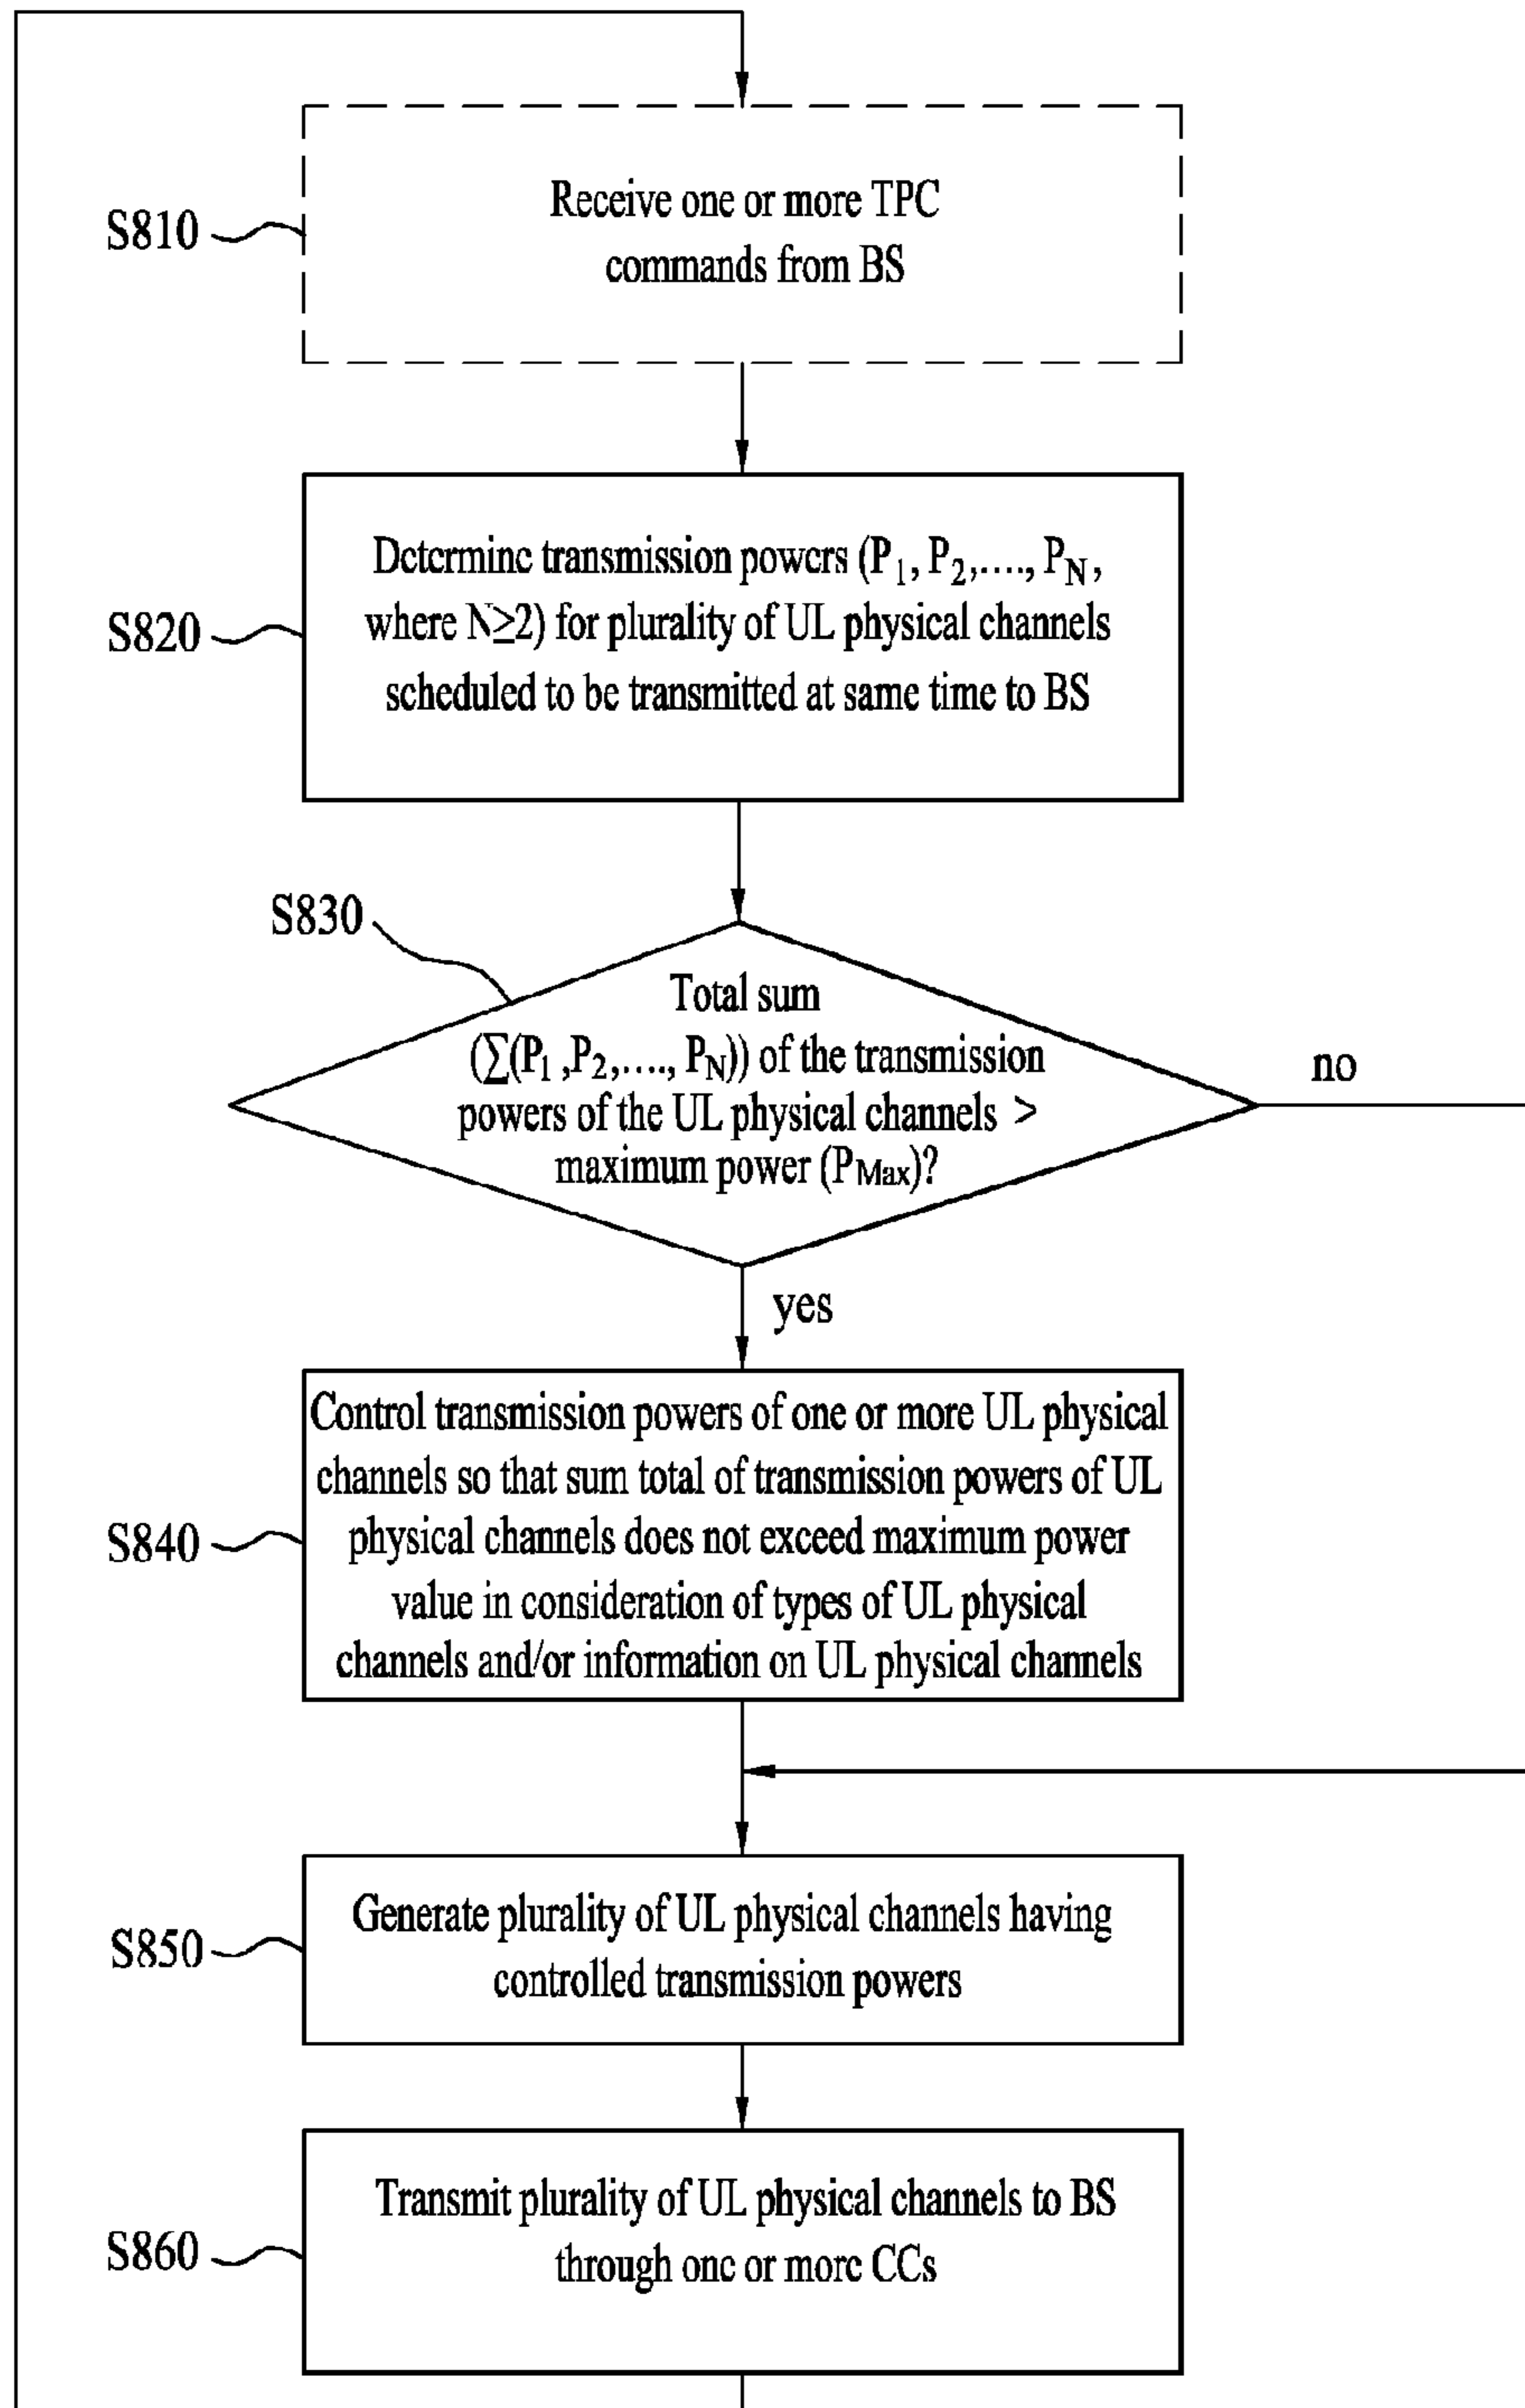 Receive one or more TPC
commands from BS
S810
Determine transmission powers (P1, P2,...., PN,
where N≥2) for plurality of UL physical channels
scheduled to be transmitted at same time to BS
S820
S830
Total sum
(∑(P1 ,P2,...., PN)) of the transmission
powers of the UL physical channels >
maximum power (PMax)?
no
yes
Control transmission powers of one or more UL physical
channels so that sum total of transmission powers of UL
physical channels does not exceed maximum power
value in consideration of types of UL physical
channels and/or information on UL physical channels
S840
Generate plurality of UL physical channels having
controlled transmission powers
S850
Transmit plurality of UL physical channels to BS
through one or more CCs
S860